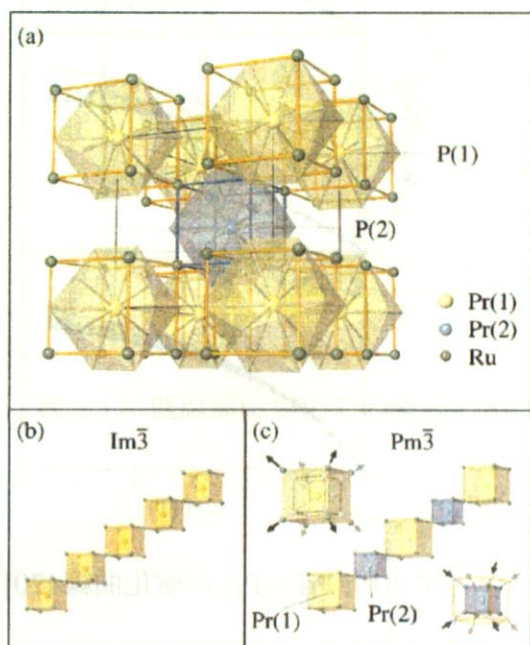 (a)
P(1)
P(2)
Pr(1)
Pr(2)
Ru
(b)
Im3̅
(c)
Pm3̅
Pr(1)
Pr(2)